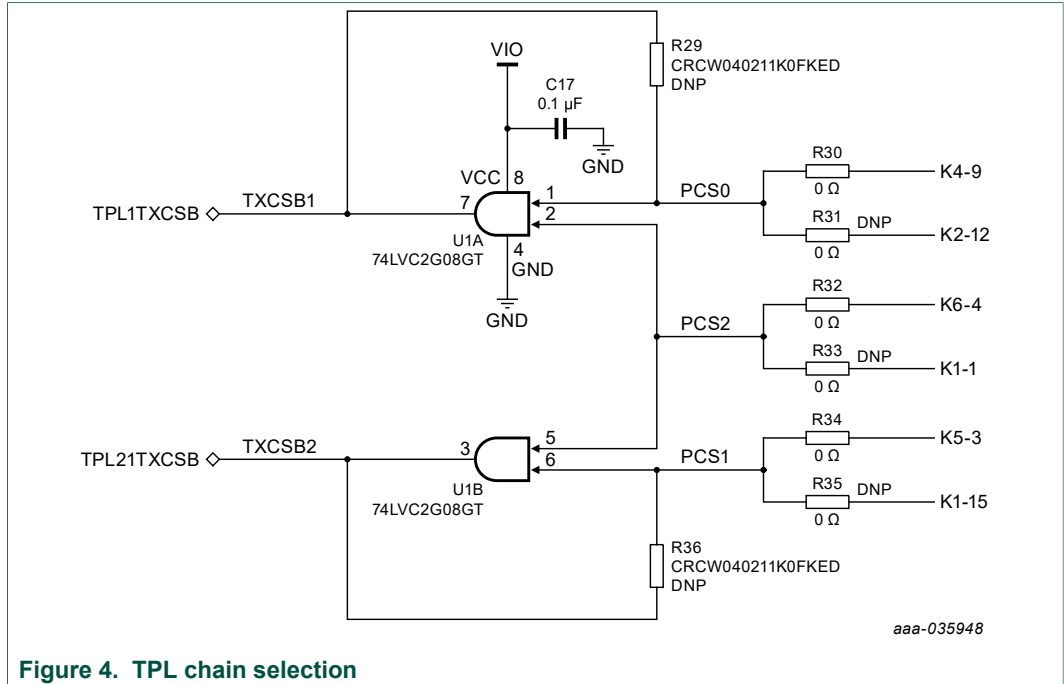 R29
CRCW040211K0FKED
DNP
VIO
C17
0.1 µF
GND
R30
K4-9
0 Ω
VCC 8
7
1
PCS0
TPL1TXCSB
TXCSB1
2
R31
DNP
K2-12
0 Ω
U1A
74LVC2G08GT
4
GND
GND
R32
K6-4
0 Ω
PCS2
R33
DNP
K1-1
0 Ω
R34
K5-3
0 Ω
TPL21TXCSB
TXCSB2
3
5
6
PCS1
R35
DNP
K1-15
0 Ω
U1B
74LVC2G08GT
R36
CRCW040211K0FKED
DNP
aaa-035948
Figure 4. TPL chain selection